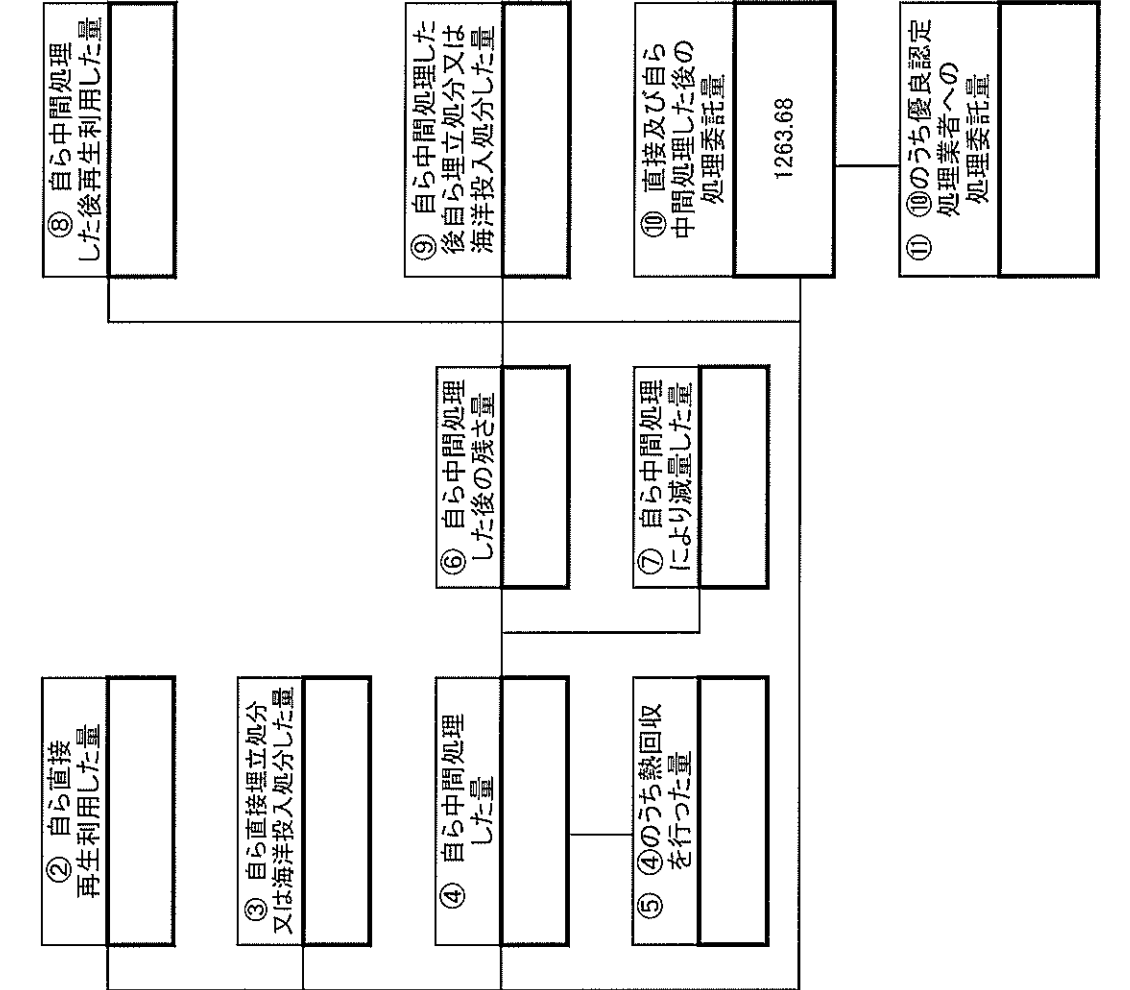 ② 自ら直接
再生利用した量
③ 自ら直接埋立処分
又は海洋投入処分した量
④ 自ら中間処理
した量
⑤ ④のうち熱回収
を行った量
⑥ 自ら中間処理
した後の残さ量
⑦ 自ら中間処理
により減量した量
⑧ 自ら中間処理
した後再生利用した量
⑨ 自ら中間処理した
後自ら埋立処分又は
海洋投入処分した量
⑩ 直接及び自ら
中間処理した後の
処理委託量
1263.68
⑪ ⑩のうち優良認定
処理業者への
処理委託量